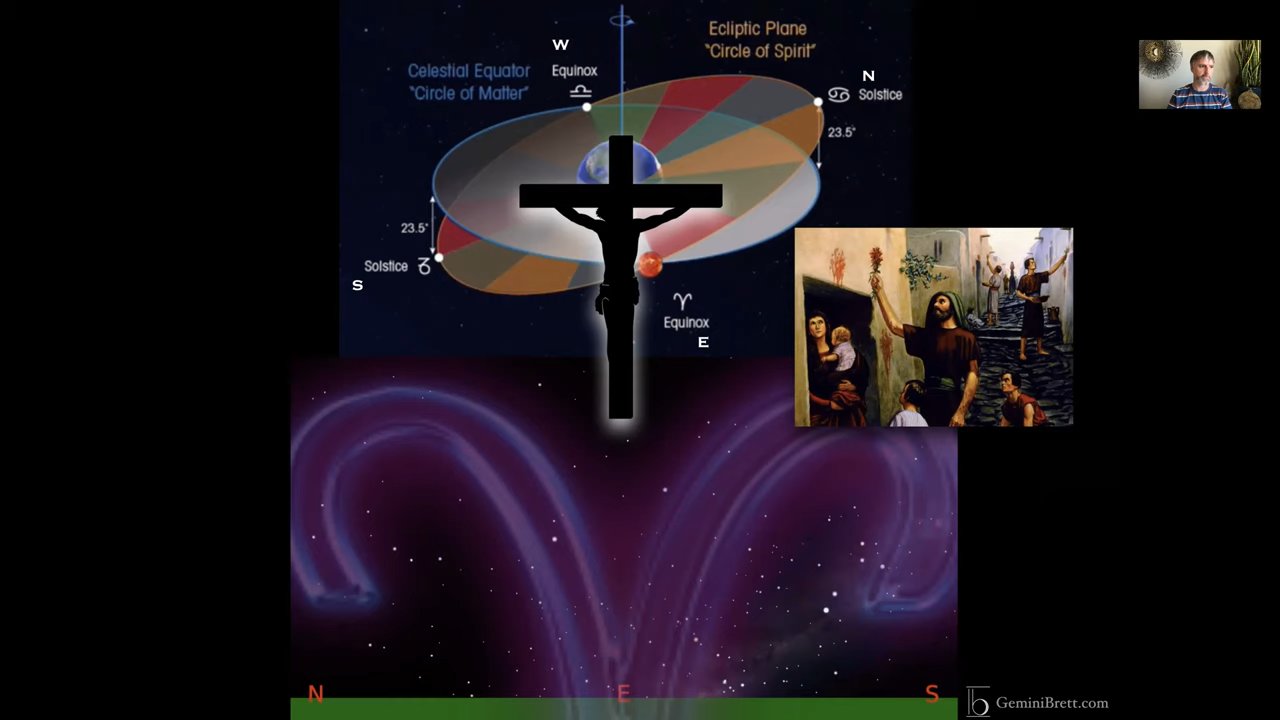 Ecliptic Plane
"Circle of Spirit"
W
Equinox
♎
Celestial Equator
"Circle of Matter"
N
♋ Solstice
23.5°
23.5°
Solstice ♑
S
♈
Equinox
E
N E S
GeminiBrett.com